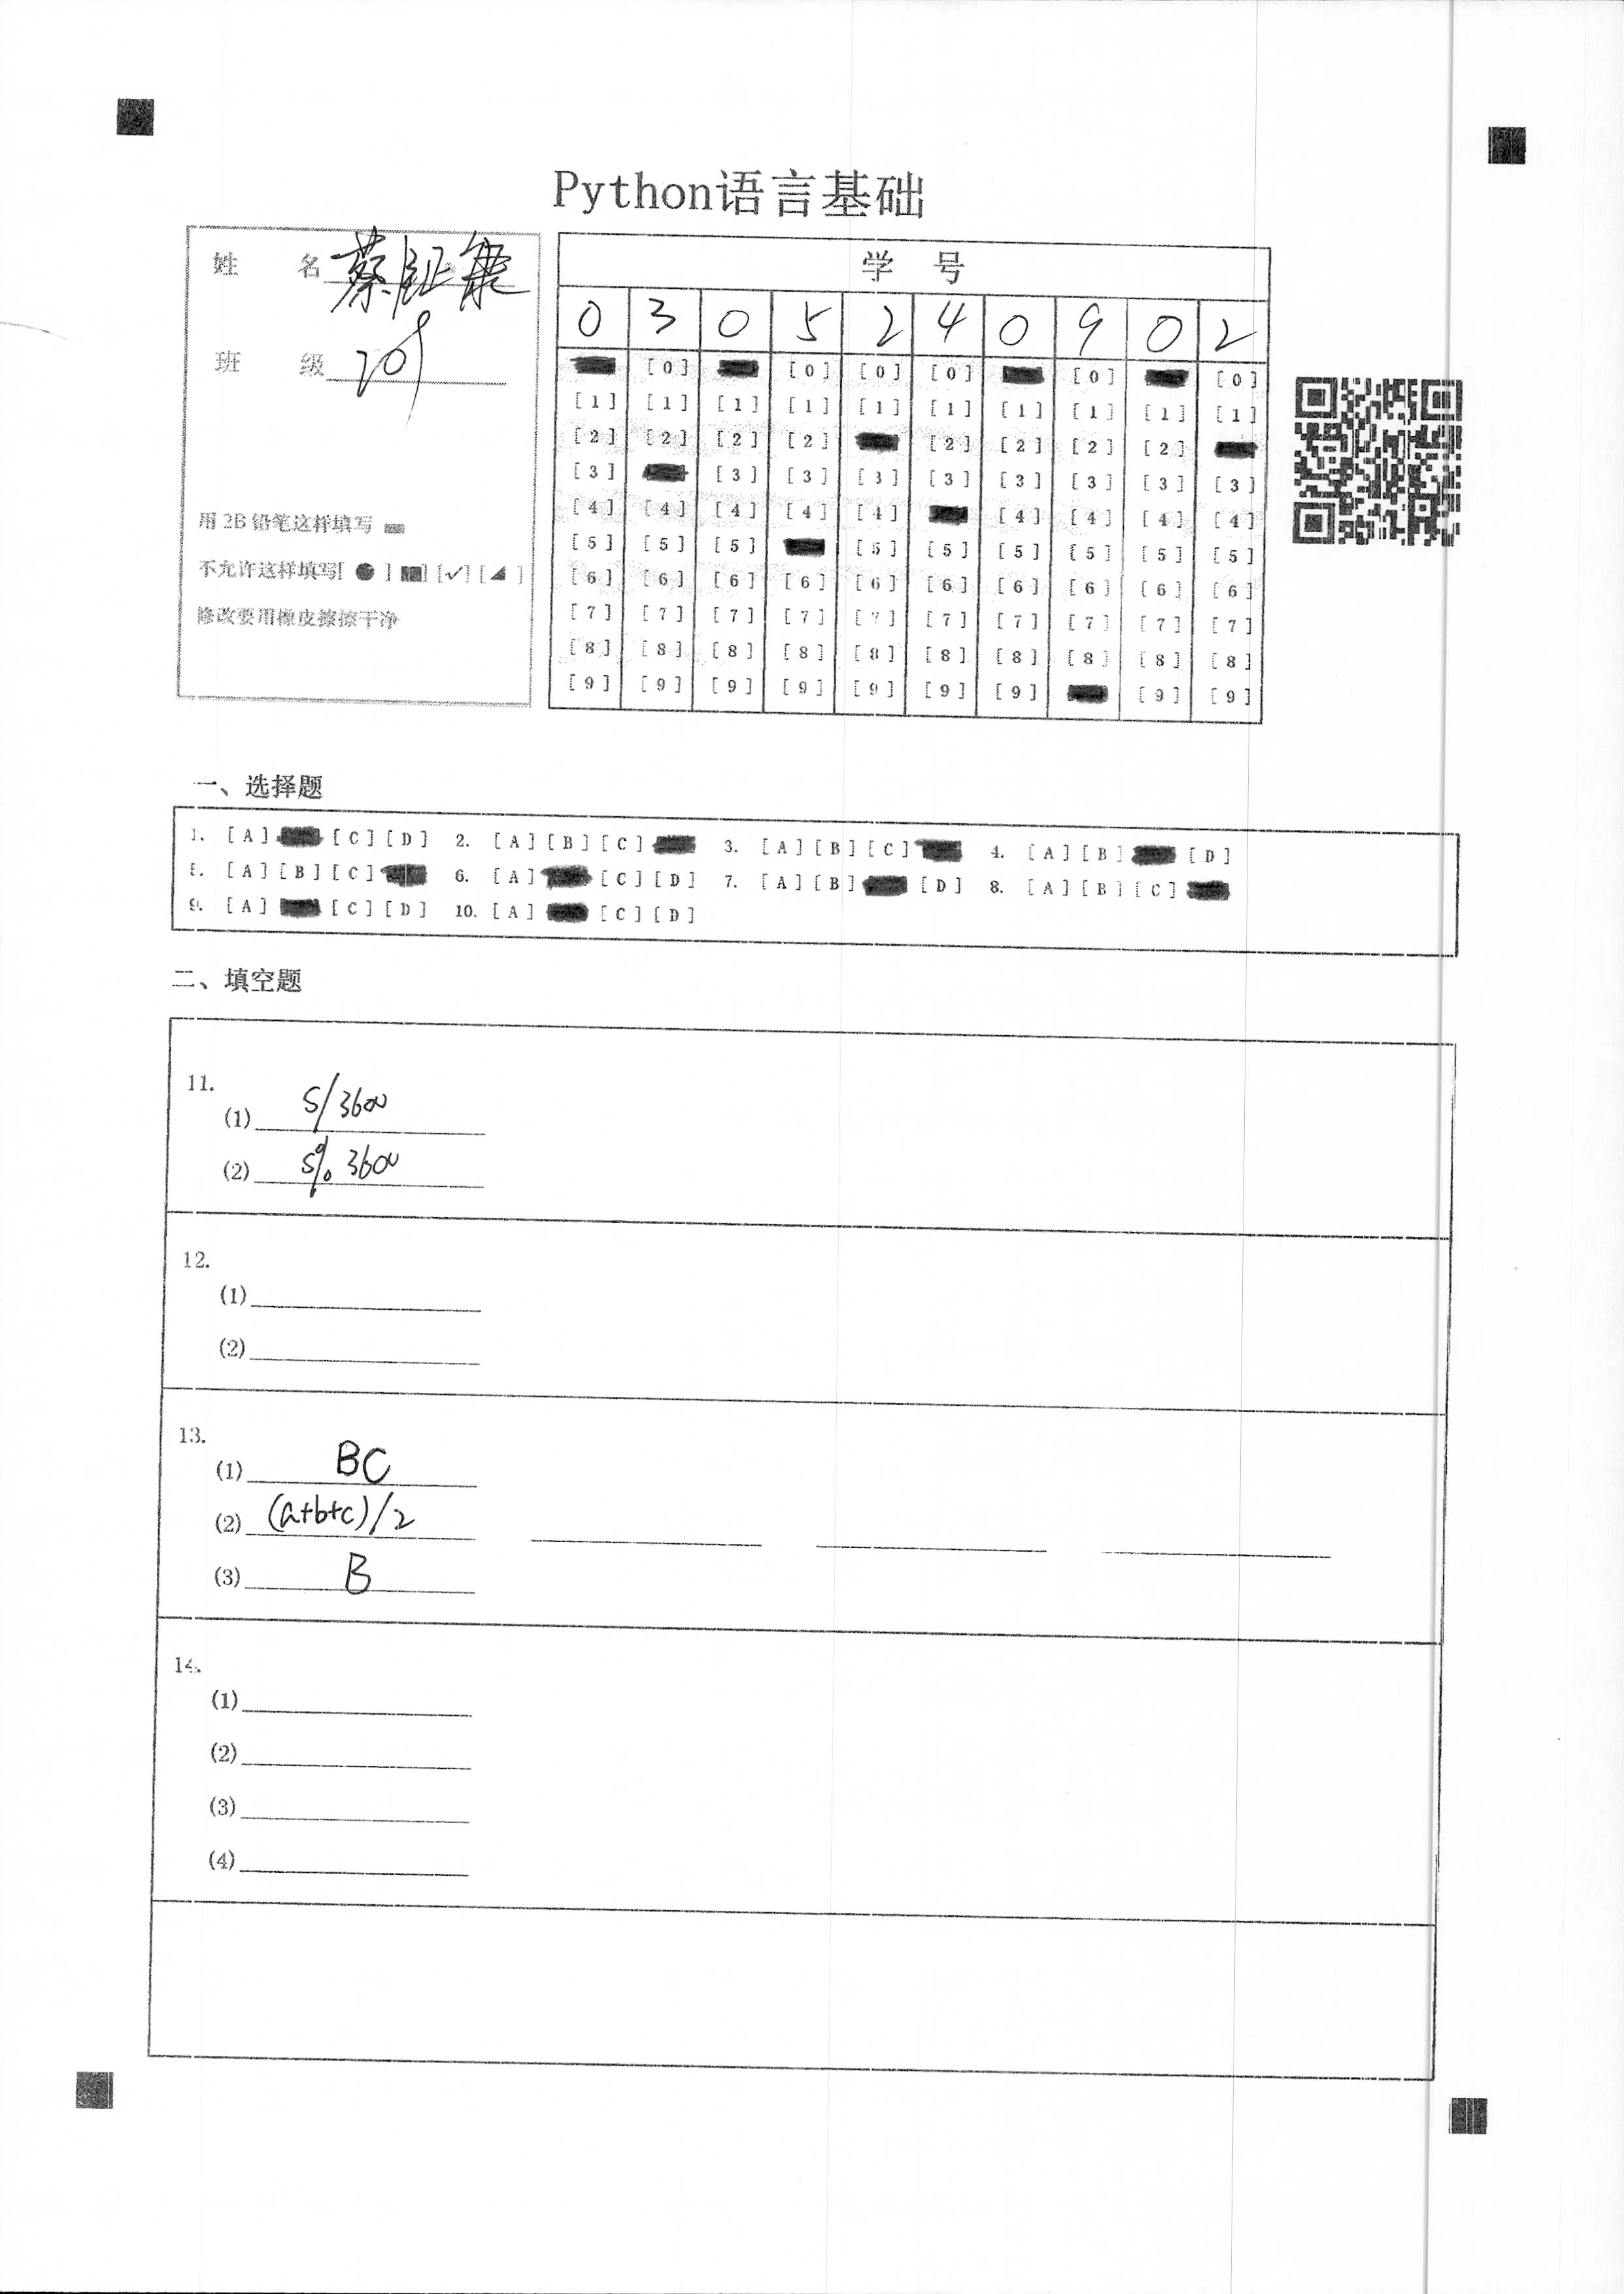 Python语言基础
姓 名
班 级 209
用 2B 铅笔这样填写
不允许这样填写[ ● ] [■] [✓] [◢ ]
修改要用橡皮擦擦干净
学 号
0 3 0 5 2 4 0 9 0 2
[0] [0] [0] [0] [0] [0]
[1] [1] [1] [1] [1] [1] [1] [1] [1] [1]
[2] [2] [2] [2] [2] [2] [2] [2]
[3] [3] [3] [3] [3] [3] [3] [3] [3]
[4] [4] [4] [4] [4] [4] [4] [4] [4]
[5] [5] [5] [5] [5] [5] [5] [5] [5]
[6] [6] [6] [6] [6] [6] [6] [6] [6] [6]
[7] [7] [7] [7] [7] [7] [7] [7] [7] [7]
[8] [8] [8] [8] [8] [8] [8] [8] [8] [8]
[9] [9] [9] [9] [9] [9] [9] [9] [9]
一、选择题
1. [A] [C] [D] 2. [A] [B] [C] 3. [A] [B] [C] 4. [A] [B] [D]
5. [A] [B] [C] 6. [A] [C] [D] 7. [A] [B] [D] 8. [A] [B] [C]
9. [A] [C] [D] 10. [A] [C] [D]
二、填空题
11.
(1) s/3600
(2) s% 3600
12.
(1)
(2)
13.
(1) BC
(2) (a+b+c)/2
(3) B
14.
(1)
(2)
(3)
(4)